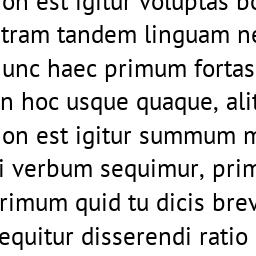 on est igitur voluptas bo
tram tandem linguam ne
unc haec primum fortas
n hoc usque quaque, alit
on est igitur summum m
i verbum sequimur, prim
rimum quid tu dicis brev
equitur disserendi ratio